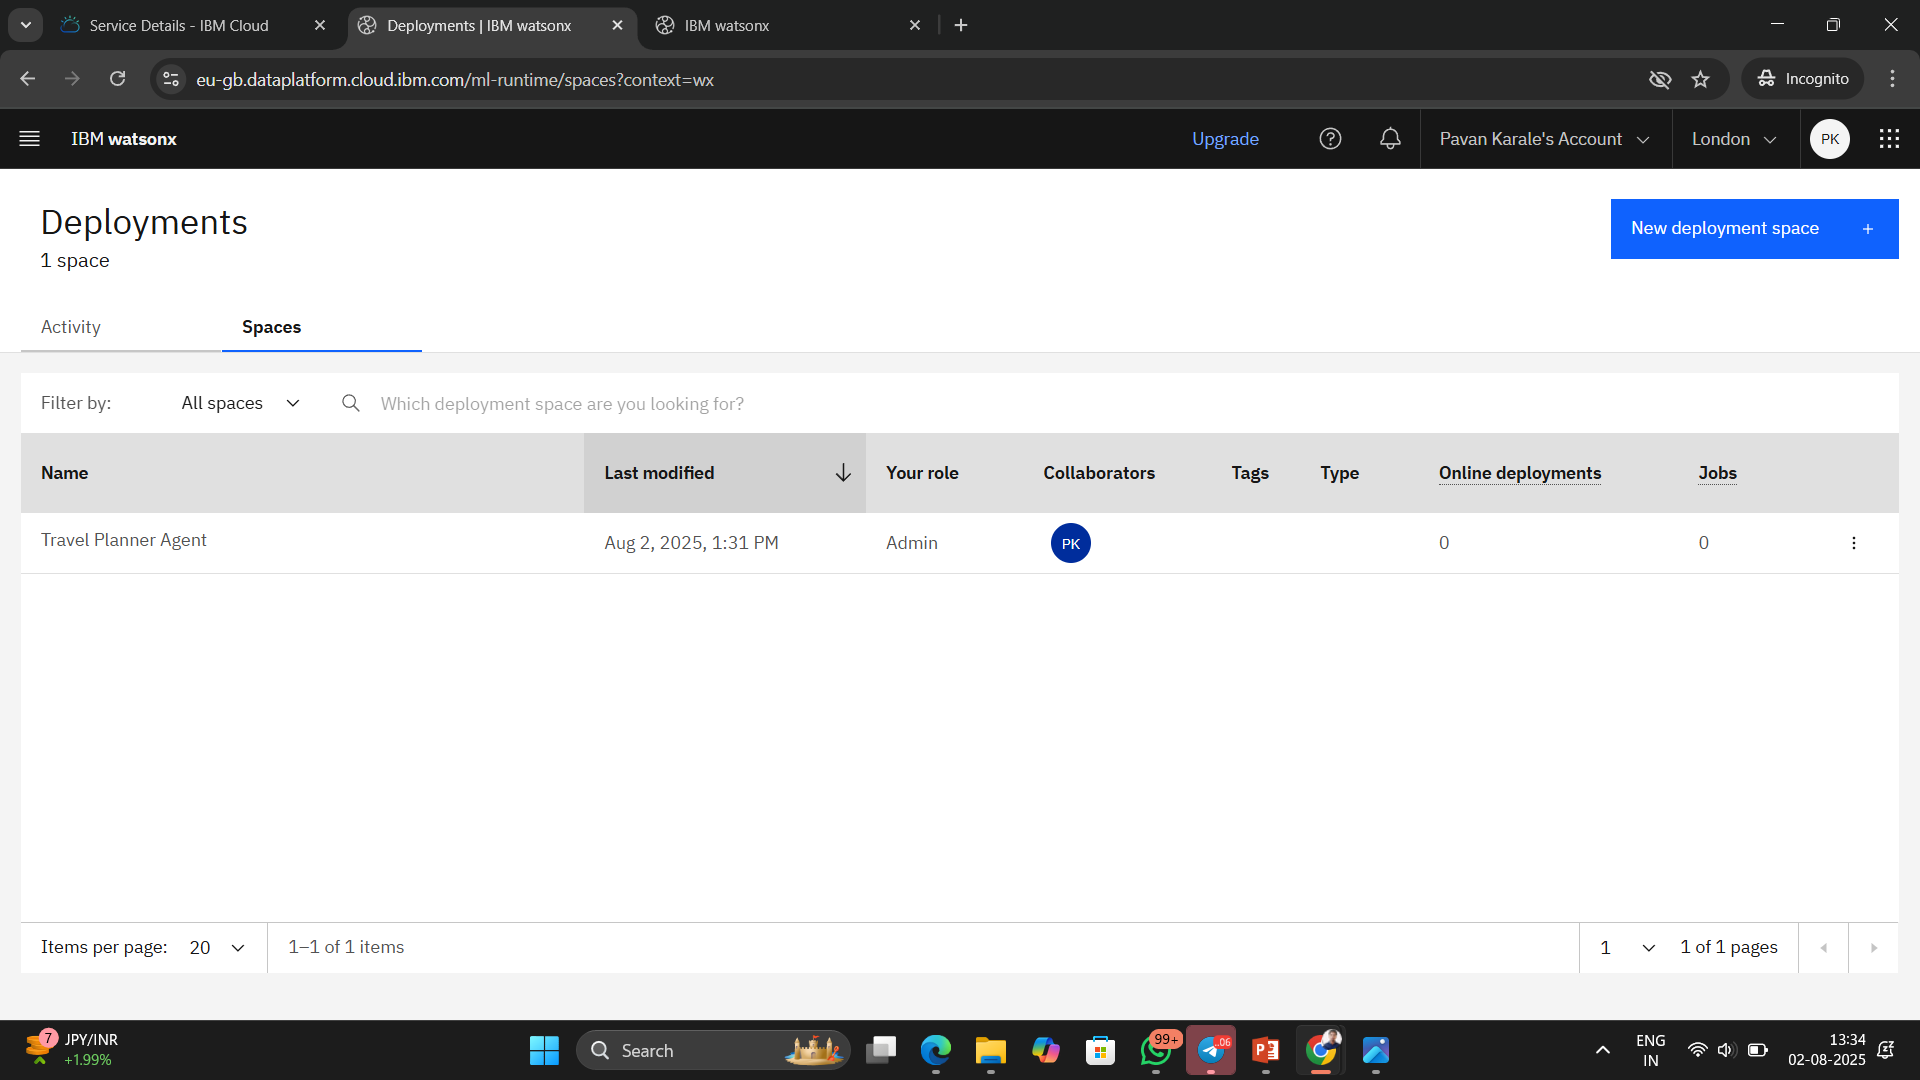 Service Details - IBM Cloud
Deployments | IBM watsonx
IBM watsonx
eu-gb.dataplatform.cloud.ibm.com/ml-runtime/spaces?context=wx
Incognito
IBM watsonx
Upgrade
Pavan Karale's Account
London
PK
Deployments
1 space
New deployment space +
Activity
Spaces
Filter by:
All spaces
Which deployment space are you looking for?
Name
Last modified
Your role
Collaborators
Tags
Type
Online deployments
Jobs
Travel Planner Agent
Aug 2, 2025, 1:31 PM
Admin
PK
0
0
Items per page: 20
1–1 of 1 items
1
1 of 1 pages
7
JPY/INR
+1.99%
Search
99+
.06
ENG
IN
13:34
02-08-2025